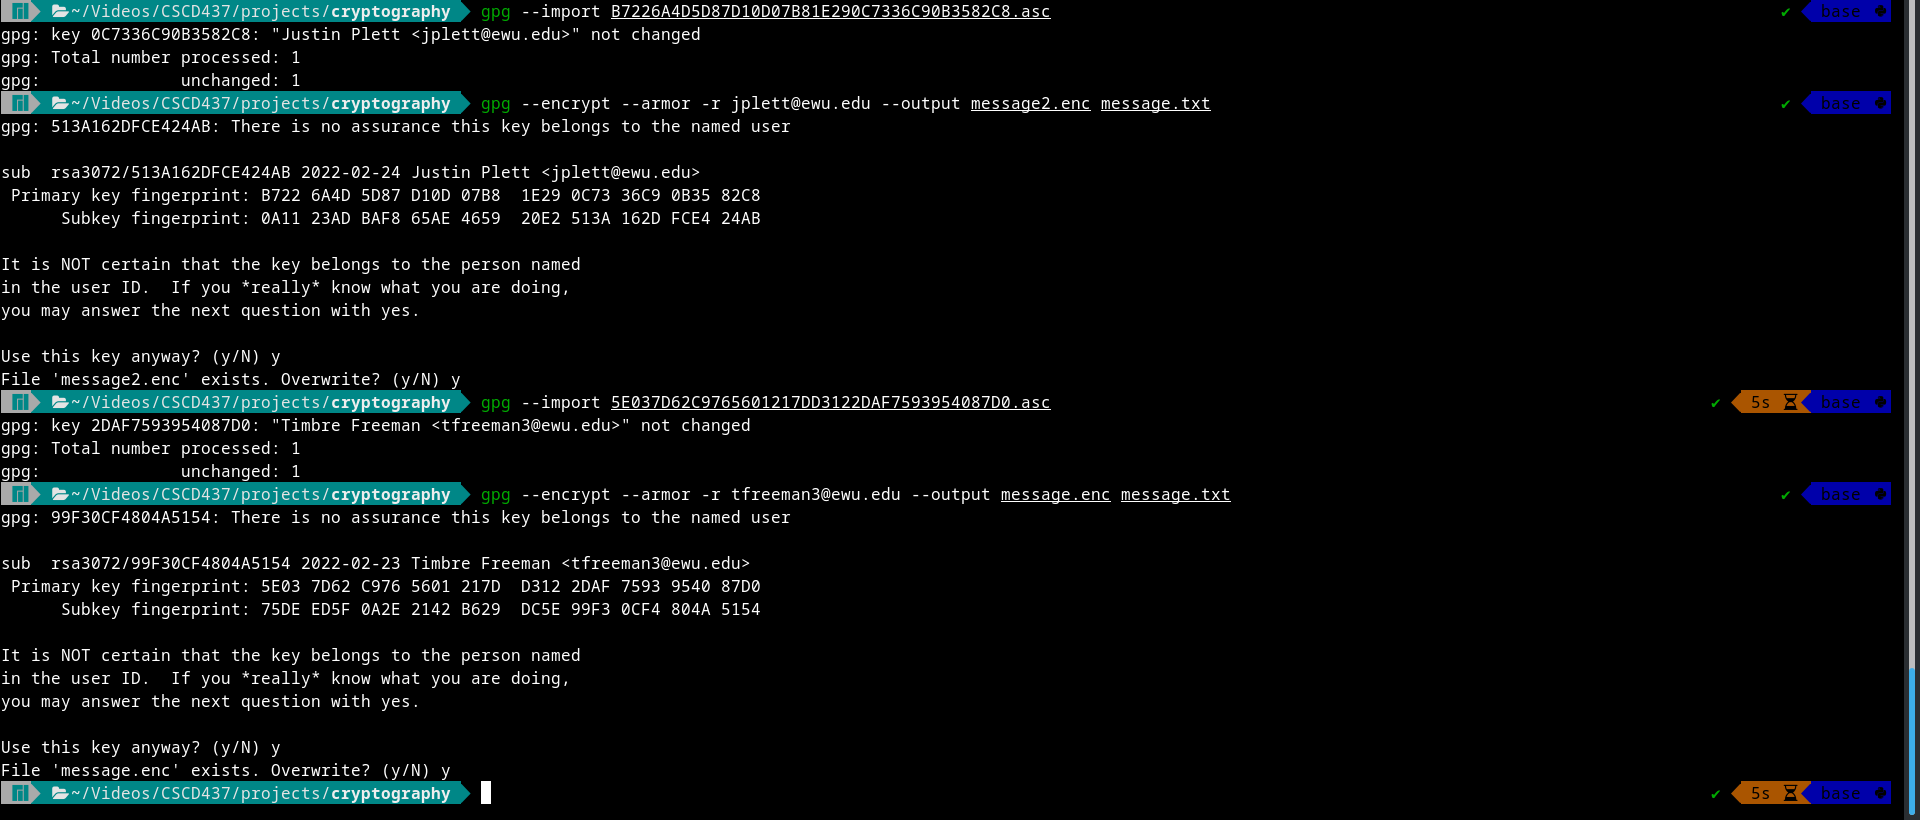 ~/Videos/CSCD437/projects/cryptography gpg --import B7226A4D5D87D10D07B81E290C7336C90B3582C8.asc ✔ base
gpg: key 0C7336C90B3582C8: "Justin Plett <jplett@ewu.edu>" not changed
gpg: Total number processed: 1
gpg:              unchanged: 1
~/Videos/CSCD437/projects/cryptography gpg --encrypt --armor -r jplett@ewu.edu --output message2.enc message.txt ✔ base
gpg: 513A162DFCE424AB: There is no assurance this key belongs to the named user
sub  rsa3072/513A162DFCE424AB 2022-02-24 Justin Plett <jplett@ewu.edu>
 Primary key fingerprint: B722 6A4D 5D87 D10D 07B8  1E29 0C73 36C9 0B35 82C8
      Subkey fingerprint: 0A11 23AD BAF8 65AE 4659  20E2 513A 162D FCE4 24AB
It is NOT certain that the key belongs to the person named
in the user ID.  If you *really* know what you are doing,
you may answer the next question with yes.
Use this key anyway? (y/N) y
File 'message2.enc' exists. Overwrite? (y/N) y
~/Videos/CSCD437/projects/cryptography gpg --import 5E037D62C9765601217DD3122DAF7593954087D0.asc ✔ 5s base
gpg: key 2DAF7593954087D0: "Timbre Freeman <tfreeman3@ewu.edu>" not changed
gpg: Total number processed: 1
gpg:              unchanged: 1
~/Videos/CSCD437/projects/cryptography gpg --encrypt --armor -r tfreeman3@ewu.edu --output message.enc message.txt ✔ base
gpg: 99F30CF4804A5154: There is no assurance this key belongs to the named user
sub  rsa3072/99F30CF4804A5154 2022-02-23 Timbre Freeman <tfreeman3@ewu.edu>
 Primary key fingerprint: 5E03 7D62 C976 5601 217D  D312 2DAF 7593 9540 87D0
      Subkey fingerprint: 75DE ED5F 0A2E 2142 B629  DC5E 99F3 0CF4 804A 5154
It is NOT certain that the key belongs to the person named
in the user ID.  If you *really* know what you are doing,
you may answer the next question with yes.
Use this key anyway? (y/N) y
File 'message.enc' exists. Overwrite? (y/N) y
~/Videos/CSCD437/projects/cryptography ✔ 5s base